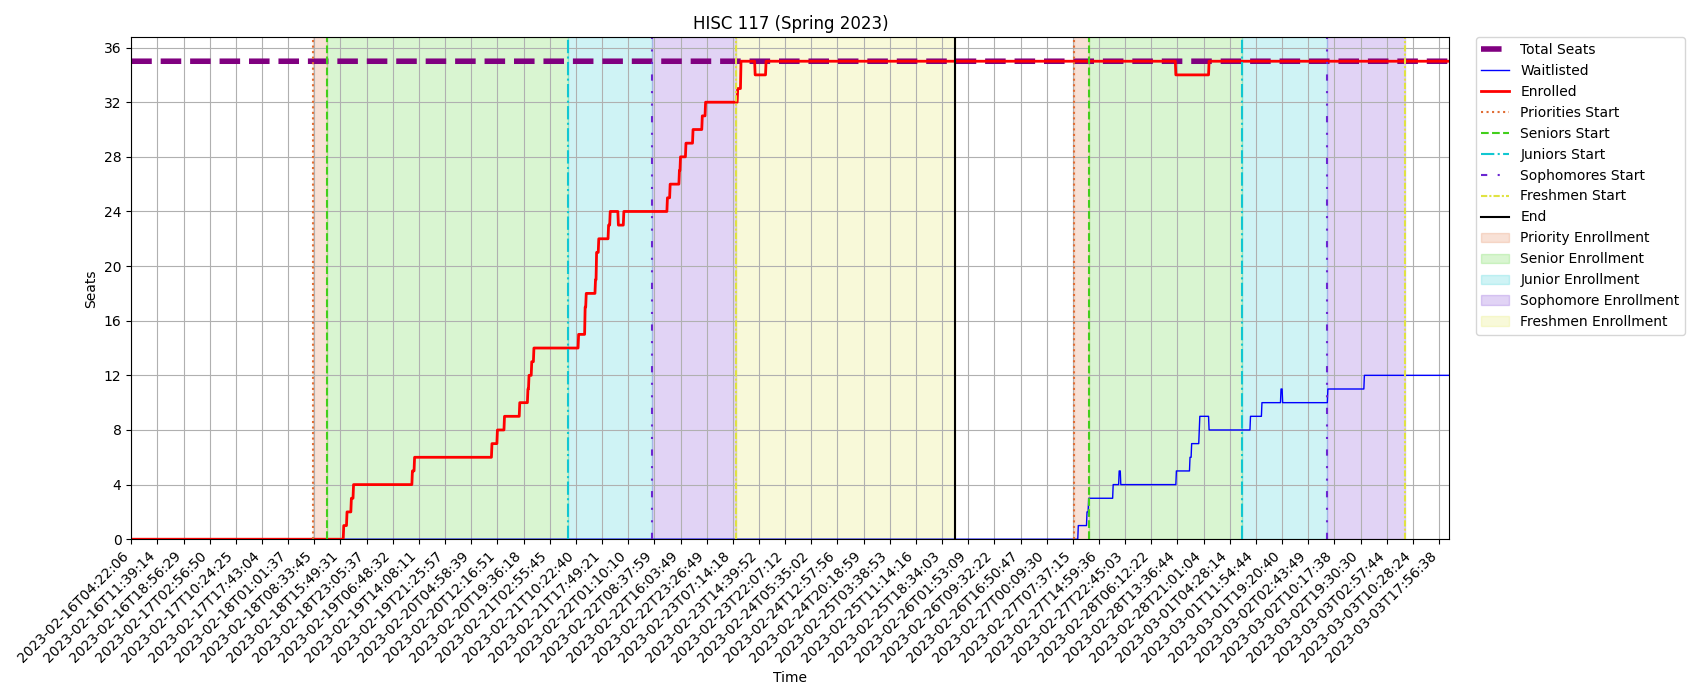 HISC 117 (Spring 2023)
36
32
28
24
20
16
12
8
4
0
Seats
2023-02-16T04:22:06
2023-02-16T11:39:14
2023-02-16T18:56:29
2023-02-17T02:56:50
2023-02-17T10:24:25
2023-02-17T17:43:04
2023-02-18T01:01:37
2023-02-18T08:33:45
2023-02-18T15:49:31
2023-02-18T23:05:37
2023-02-19T06:48:32
2023-02-19T14:08:11
2023-02-19T21:25:57
2023-02-20T04:58:39
2023-02-20T12:16:51
2023-02-20T19:36:18
2023-02-21T02:55:45
2023-02-21T10:22:40
2023-02-21T17:49:21
2023-02-22T01:10:10
2023-02-22T08:37:59
2023-02-22T16:03:49
2023-02-22T23:26:49
2023-02-23T07:14:18
2023-02-23T14:39:52
2023-02-23T22:07:12
2023-02-24T05:35:02
2023-02-24T12:57:56
2023-02-24T20:18:59
2023-02-25T03:38:53
2023-02-25T11:14:16
2023-02-25T18:34:03
2023-02-26T01:53:09
2023-02-26T09:32:22
2023-02-26T16:50:47
2023-02-27T00:09:30
2023-02-27T07:37:15
2023-02-27T14:59:36
2023-02-27T22:45:03
2023-02-28T06:12:22
2023-02-28T13:36:44
2023-02-28T21:01:04
2023-03-01T04:28:14
2023-03-01T11:54:44
2023-03-01T19:20:40
2023-03-02T02:43:49
2023-03-02T10:17:38
2023-03-02T19:30:30
2023-03-03T02:57:44
2023-03-03T10:28:24
2023-03-03T17:56:38
Time
Total Seats
Waitlisted
Enrolled
Priorities Start
Seniors Start
Juniors Start
Sophomores Start
Freshmen Start
End
Priority Enrollment
Senior Enrollment
Junior Enrollment
Sophomore Enrollment
Freshmen Enrollment